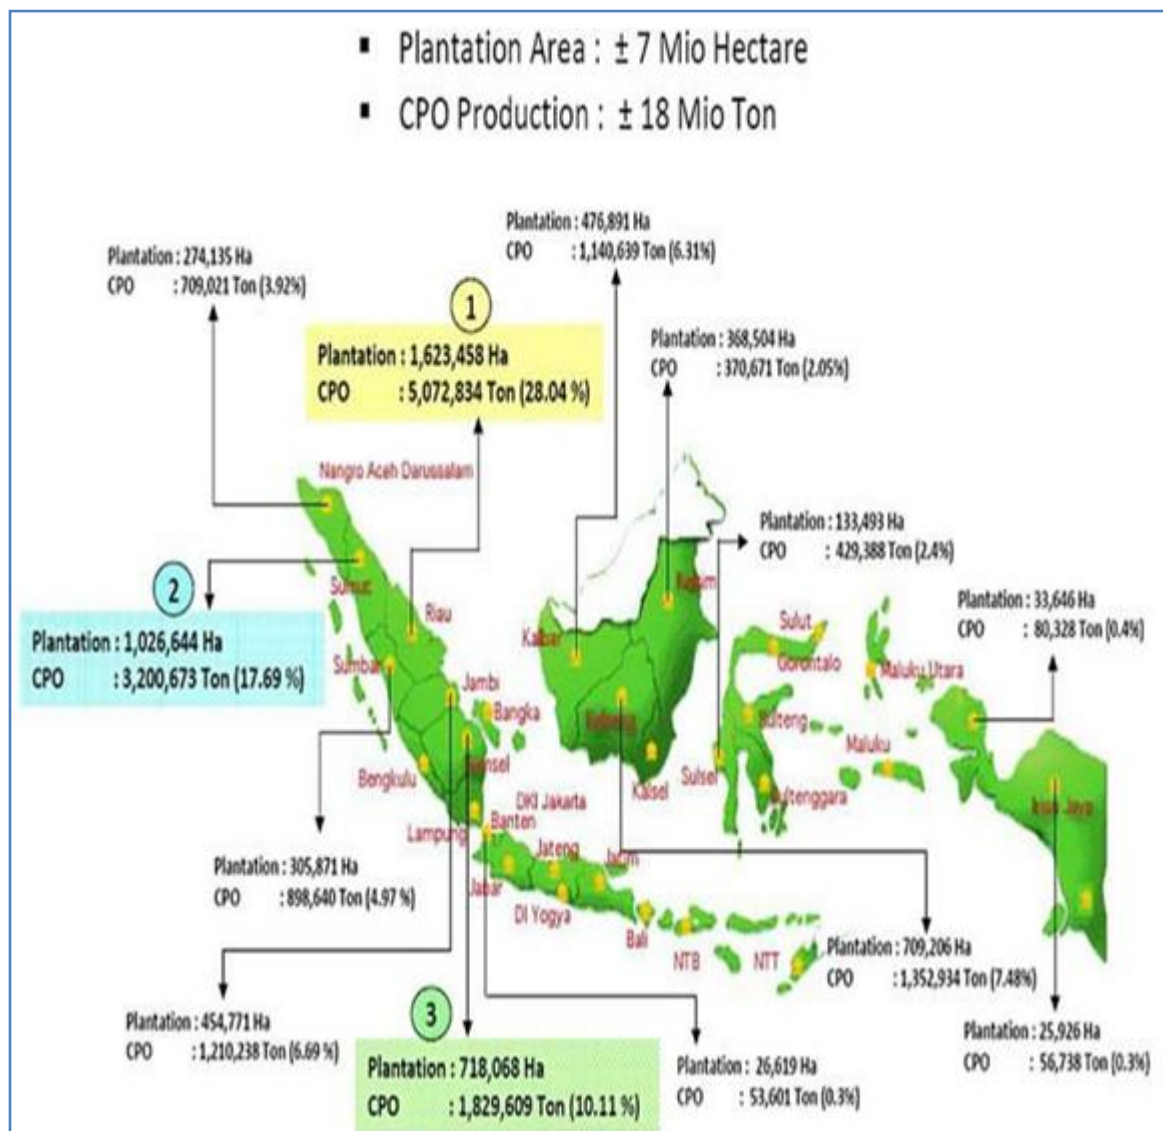 ▪ Plantation Area : ± 7 Mio Hectare
▪ CPO Production : ± 18 Mio Ton
Plantation : 476,891 Ha
CPO : 1,140,639 Ton (6.31%)
Plantation : 274,135 Ha
CPO : 709,021 Ton (3.92%)
1
Plantation : 1,623,458 Ha
CPO : 5,072,834 Ton (28.04 %)
Plantation : 368,504 Ha
CPO : 370,671 Ton (2.05%)
Nangro Aceh Darussalam
Plantation : 133,493 Ha
CPO : 429,388 Ton (2.4%)
2
Plantation : 1,026,644 Ha
CPO : 3,200,673 Ton (17.69 %)
Plantation : 33,646 Ha
CPO : 80,328 Ton (0.4%)
Sumut
Riau
Sumbar
Jambi
Bangka
Bengkulu
Lampung
Banten
DKI Jakarta
Jabar
Jateng
Jatim
DI Yogya
Bali
NTB
NTT
Kalbar
Kalsel
Sulut
Gorontalo
Sulteng
Sulsel
Sultenggara
Maluku Utara
Maluku
Irian Jaya
Plantation : 305,871 Ha
CPO : 898,640 Ton (4.97 %)
Plantation : 709,206 Ha
CPO : 1,352,934 Ton (7.48%)
Plantation : 454,771 Ha
CPO : 1,210,238 Ton (6.69 %)
3
Plantation : 718,068 Ha
CPO : 1,829,609 Ton (10.11 %)
Plantation : 26,619 Ha
CPO : 53,601 Ton (0.3%)
Plantation : 25,926 Ha
CPO : 56,738 Ton (0.3%)